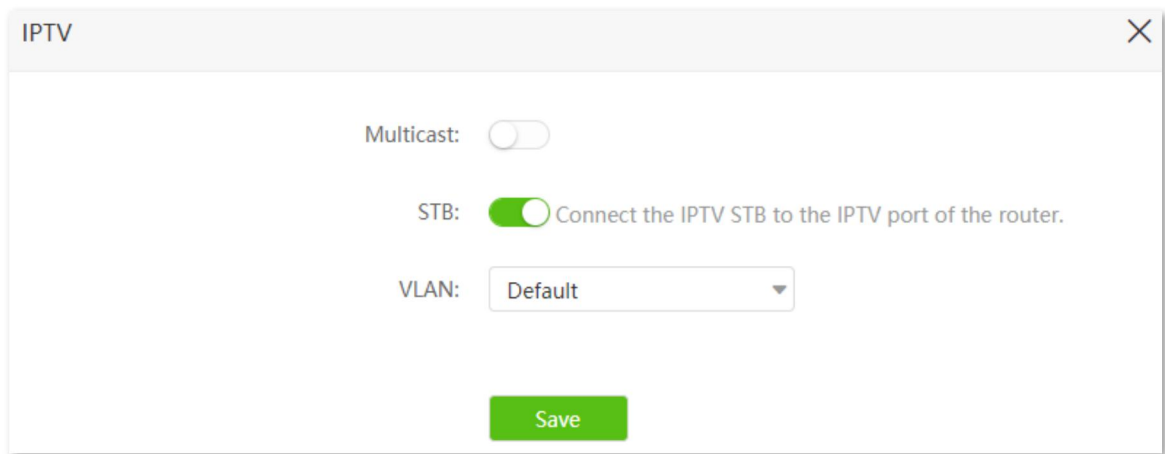 IPTV
Multicast:
STB: Connect the IPTV STB to the IPTV port of the router.
VLAN: Default
Save